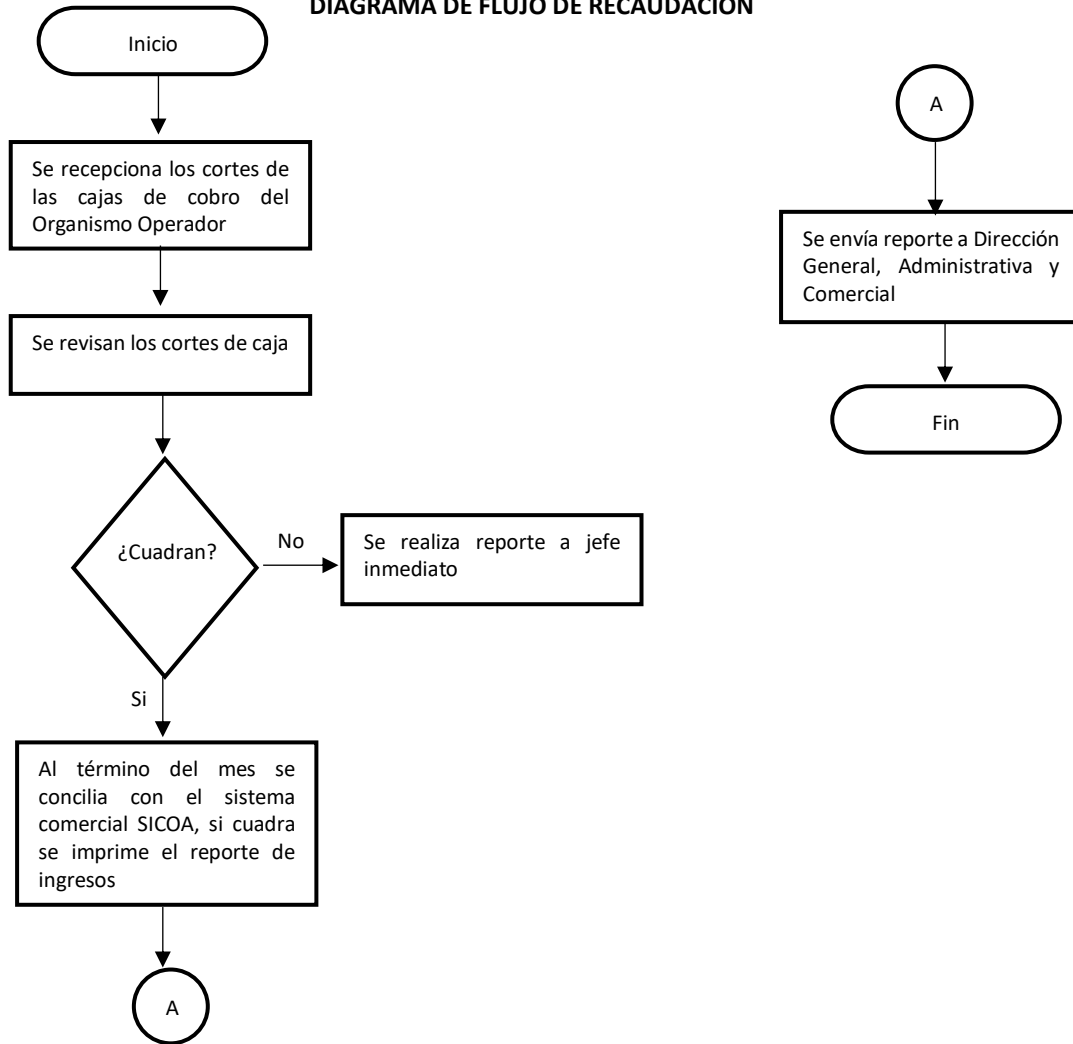 DIAGRAMA DE FLUJO DE RECAUDACIÓN
Inicio
Se recepciona los cortes de
las cajas de cobro del
Organismo Operador
Se revisan los cortes de caja
¿Cuadran?
No
Se realiza reporte a jefe
inmediato
Si
Al término del mes se
concilia con el sistema
comercial SICOA, si cuadra
se imprime el reporte de
ingresos
A
A
Se envía reporte a Dirección
General, Administrativa y
Comercial
Fin